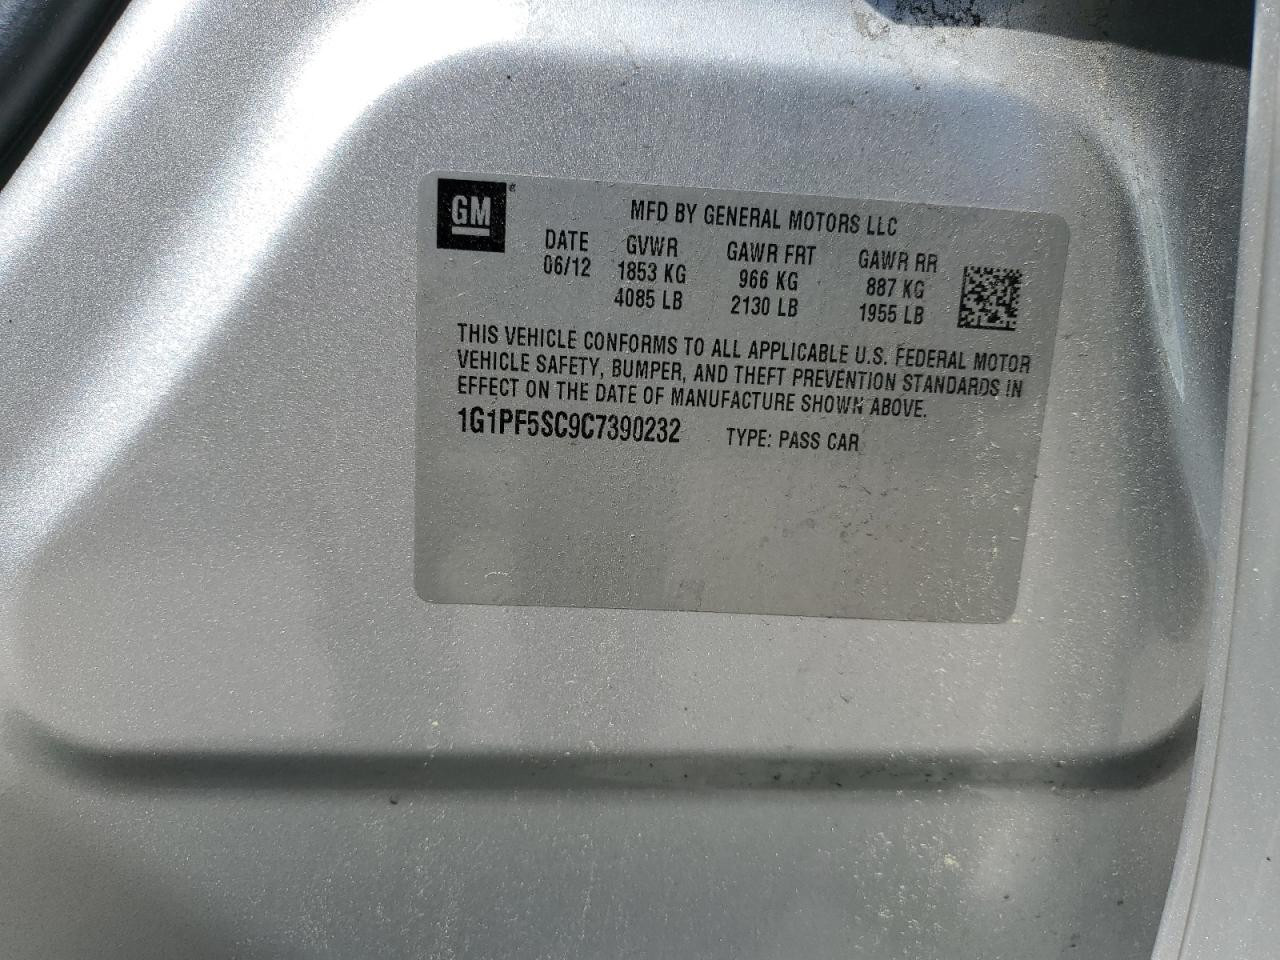 GM®
MFD BY GENERAL MOTORS LLC
DATE GVWR GAWR FRT GAWR RR
06/12 1853 KG 966 KG 887 KG
4085 LB 2130 LB 1955 LB
THIS VEHICLE CONFORMS TO ALL APPLICABLE U.S. FEDERAL MOTOR
VEHICLE SAFETY, BUMPER, AND THEFT PREVENTION STANDARDS IN
EFFECT ON THE DATE OF MANUFACTURE SHOWN ABOVE.
1G1PF5SC9C7390232 TYPE: PASS CAR